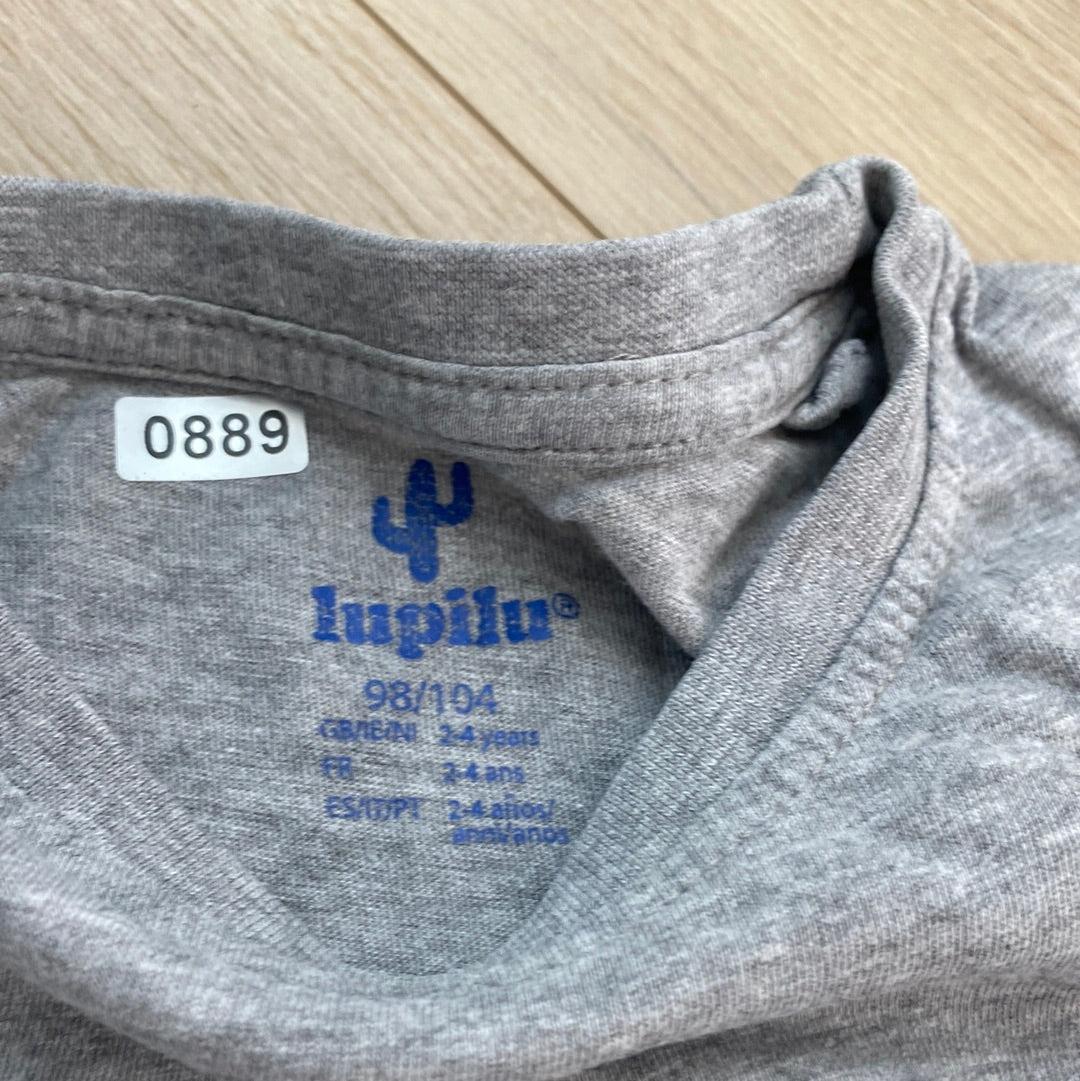 0889
lupilu®
98/104
GB/IE/NI 2-4 years
FR 2-4 ans
ES/IT/PT 2-4 años/
anni/anos